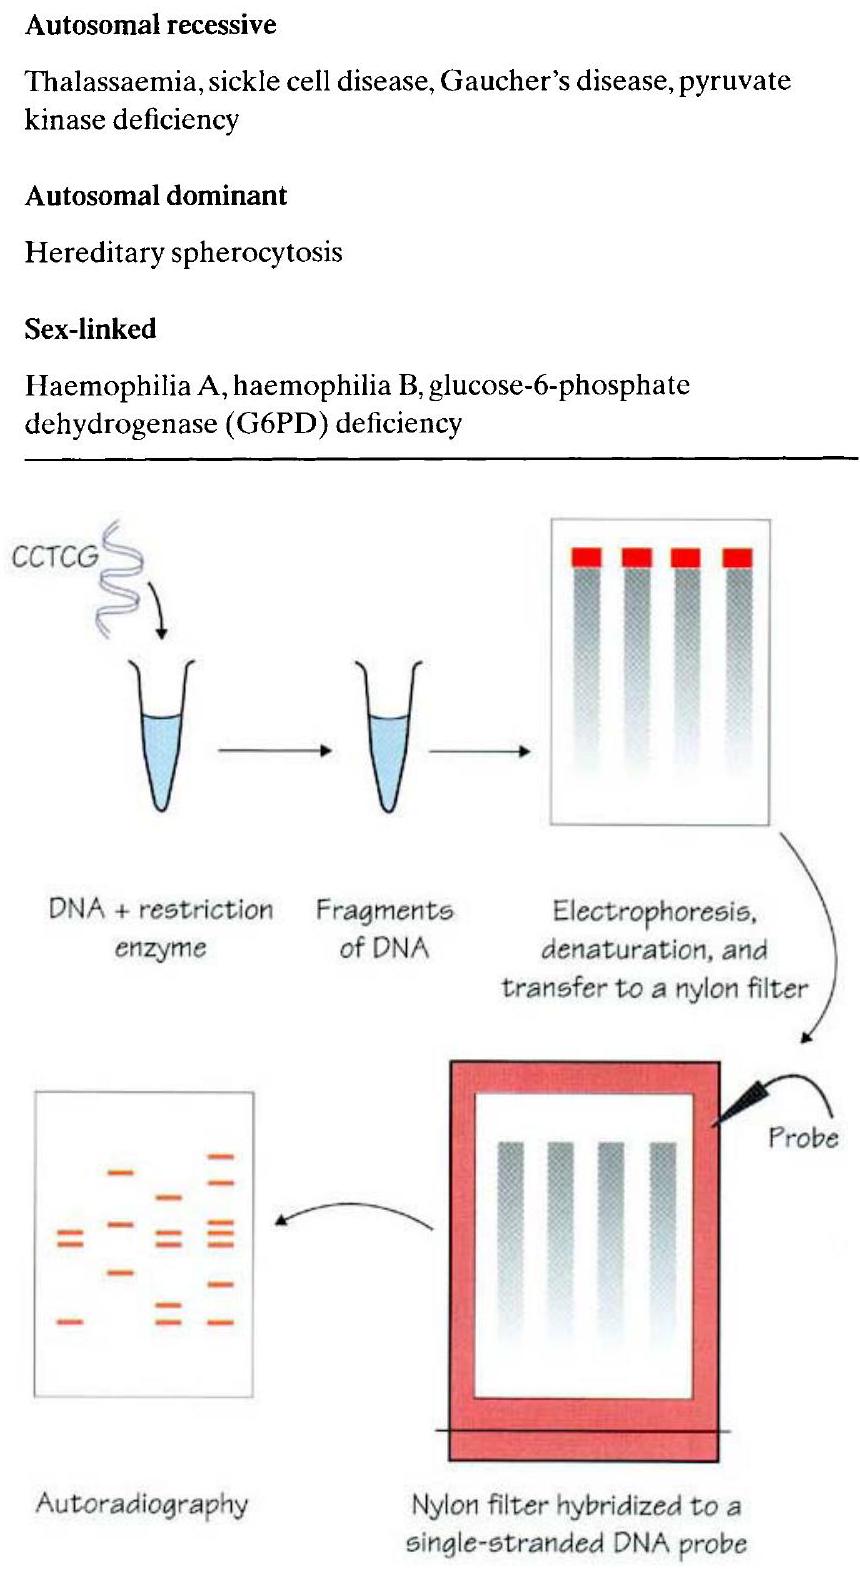 Autosomal recessive
Thalassaemia, sickle cell disease, Gaucher's disease, pyruvate
kinase deficiency
Autosomal dominant
Hereditary spherocytosis
Sex-linked
Haemophilia A, haemophilia B, glucose-6-phosphate
dehydrogenase (G6PD) deficiency
CCTCG
DNA + restriction
enzyme
Fragments
of DNA
Electrophoresis,
denaturation, and
transfer to a nylon filter
Probe
Autoradiography
Nylon filter hybridized to a
single-stranded DNA probe